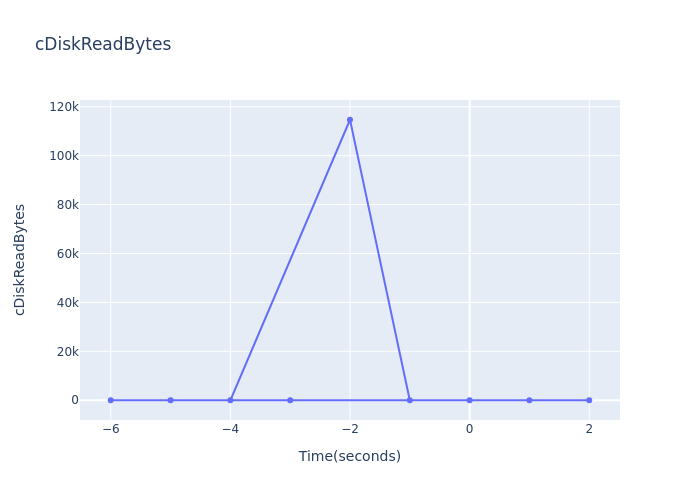 cDiskReadBytes
120k
100k
80k
60k
40k
20k
0
cDiskReadBytes
−6
−4
−2
0
2
Time(seconds)